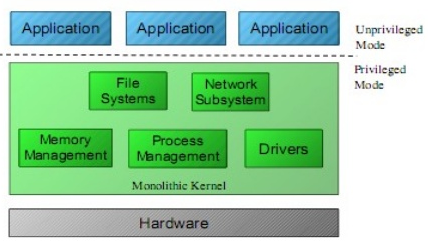 Application Application Application
Unprivileged
Mode
Privileged
Mode
File
Systems
Network
Subsystem
Memory
Management
Process
Management
Drivers
Monolithic Kernel
Hardware